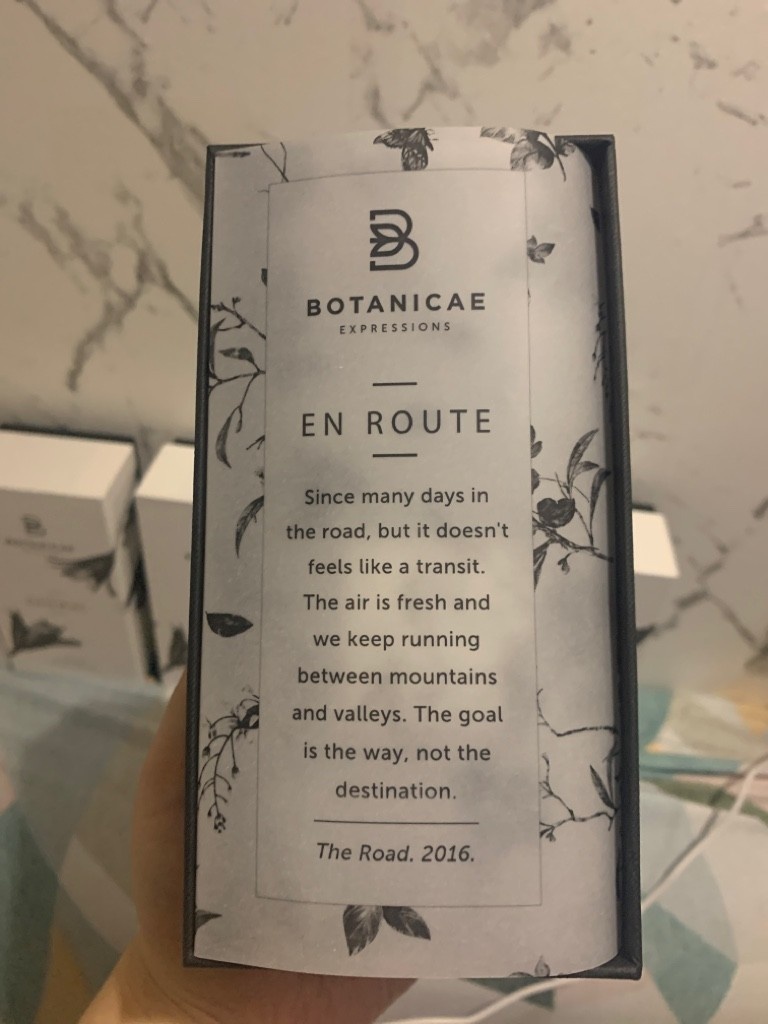 BOTANICAE
EXPRESSIONS
EN ROUTE
Since many days in
the road, but it doesn't
feels like a transit.
The air is fresh and
we keep running
between mountains
and valleys. The goal
is the way, not the
destination.
The Road. 2016.
BOTANICAE